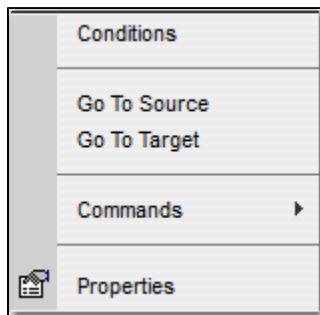 Conditions
Go To Source
Go To Target
Commands
Properties